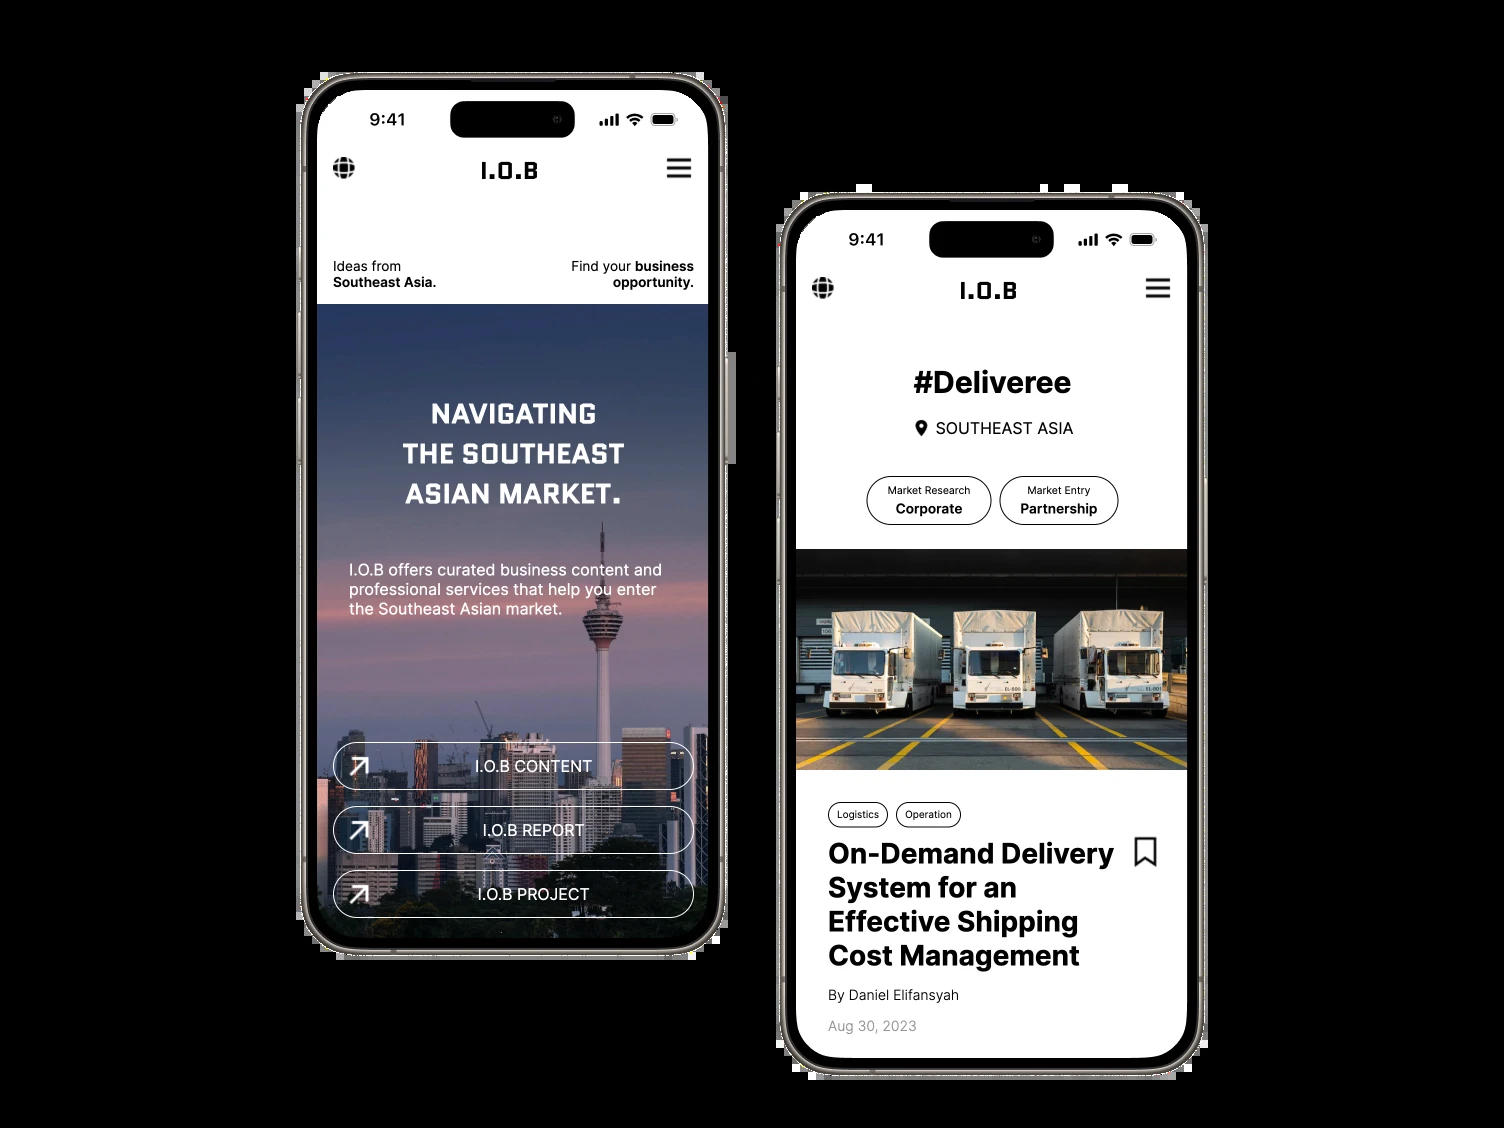 9:41
I.O.B
Ideas from
Southeast Asia.
Find your business
opportunity.
NAVIGATING
THE SOUTHEAST
ASIAN MARKET.
I.O.B offers curated business content and
professional services that help you enter
the Southeast Asian market.
I.O.B CONTENT
I.O.B REPORT
I.O.B PROJECT
9:41
I.O.B
#Deliveree
SOUTHEAST ASIA
Market Research
Corporate
Market Entry
Partnership
Logistics
Operation
On-Demand Delivery
System for an
Effective Shipping
Cost Management
By Daniel Elifansyah
Aug 30, 2023